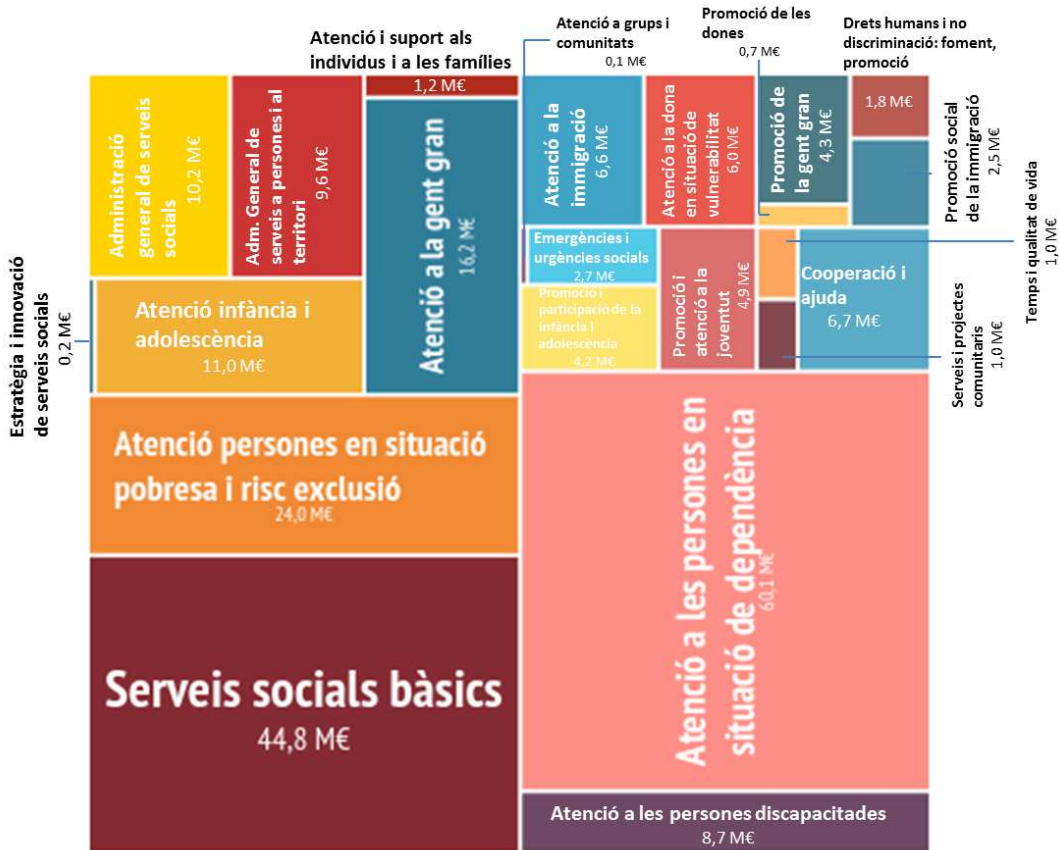 Atenció i suport als
individus i a les famílies
1,2 M€
Atenció a grups i
comunitats
0,1 M€
Promoció de les
dones
0,7 M€
Drets humans i no
discriminació: foment,
promoció
1,8 M€
Administració
general de serveis
socials
10,2 M€
Adm. General de
serveis a persones i al
territori
9,6 M€
Atenció a la gent gran
16,2 M€
Atenció a la
immigració
6,6 M€
Atenció a la dona
en situació de
vulnerabilitat
6,0 M€
Promoció de
la gent gran
4,3 M€
Promoció social
de la immigració
2,5 M€
Estratègia i innovació
de serveis socials
0,2 M€
Atenció infància i
adolescència
11,0 M€
Emergències i
urgències socials
2,7 M€
Promoció i
participació de la
infància i
adolescència
4,2 M€
Promoció i
atenció a la
joventut
4,9 M€
Cooperació i
ajuda
6,7 M€
Temps i qualitat de vida
1,0 M€
Serveis i projectes
comunitaris
1,0 M€
Atenció persones en situació
pobresa i risc exclusió
24,0 M€
Atenció a les persones en
situació de dependència
60,1 M€
Serveis socials bàsics
44,8 M€
Atenció a les persones discapacitades
8,7 M€